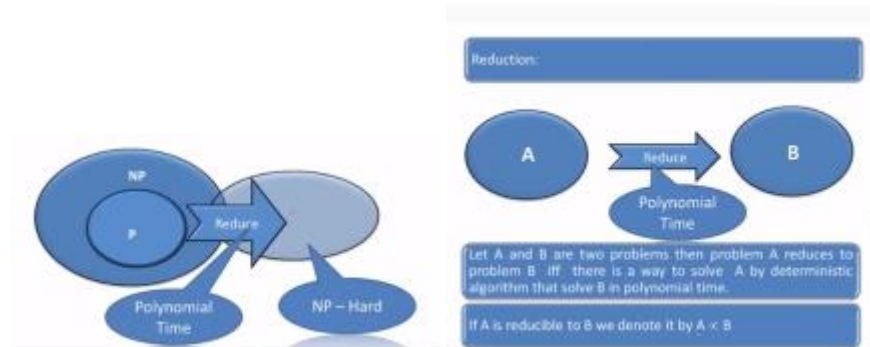 NP
P
Reduce
Polynomial
Time
NP – Hard
Reduction:
A
Reduce
B
Polynomial
Time
Let A and B are two problems then problem A reduces to
problem B iff there is a way to solve A by deterministic
algorithm that solve B in polynomial time.
If A is reducible to B we denote it by A ∝ B